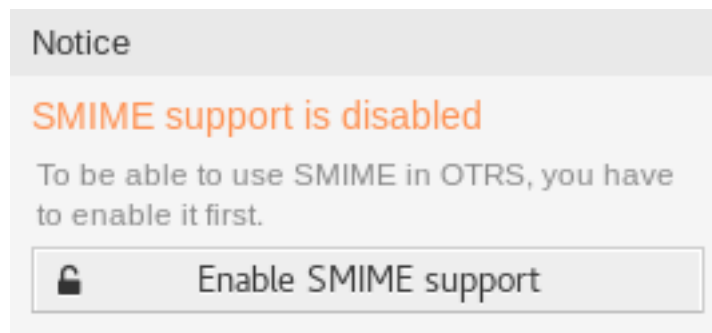 Notice
SMIME support is disabled
To be able to use SMIME in OTRS, you have
to enable it first.
Enable SMIME support